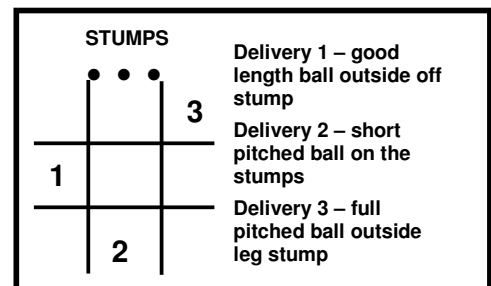 STUMPS
3
1
2
Delivery 1 – good
length ball outside off
stump
Delivery 2 – short
pitched ball on the
stumps
Delivery 3 – full
pitched ball outside
leg stump